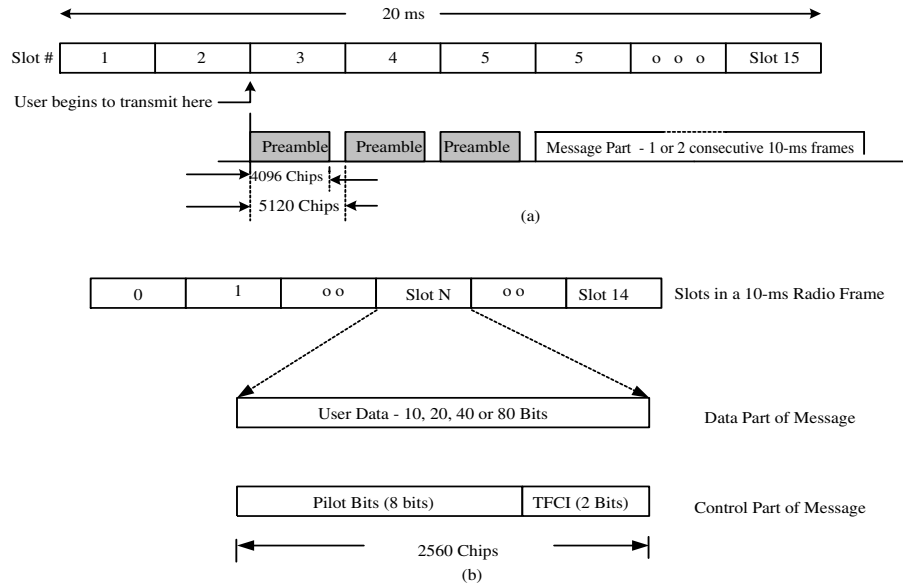 20 ms
Slot # 1 2 3 4 5 5 o o o Slot 15
User begins to transmit here
Preamble Preamble Preamble Message Part - 1 or 2 consecutive 10-ms frames
4096 Chips
5120 Chips
(a)
0 1 o o Slot N o o Slot 14 Slots in a 10-ms Radio Frame
User Data - 10, 20, 40 or 80 Bits Data Part of Message
Pilot Bits (8 bits) TFCI (2 Bits) Control Part of Message
2560 Chips
(b)